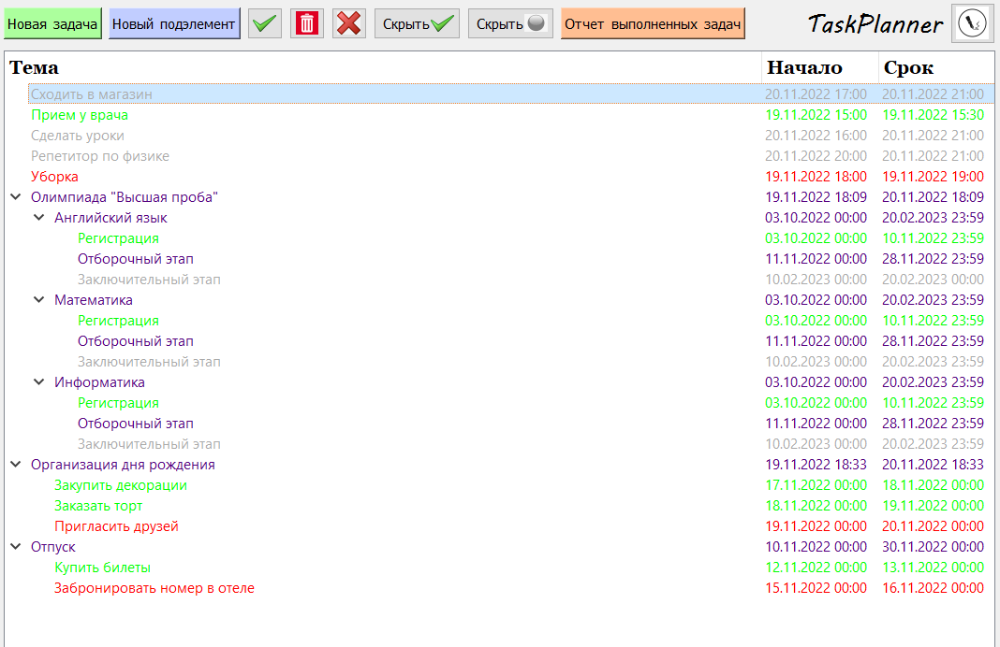 Новая задача Новый подэлемент Скрыть Скрыть Отчет выполненных задач TaskPlanner
Тема Начало Срок
Сходить в магазин 20.11.2022 17:00 20.11.2022 21:00
Прием у врача 19.11.2022 15:00 19.11.2022 15:30
Сделать уроки 20.11.2022 16:00 20.11.2022 21:00
Репетитор по физике 20.11.2022 20:00 20.11.2022 21:00
Уборка 19.11.2022 18:00 19.11.2022 19:00
Олимпиада "Высшая проба" 19.11.2022 18:09 20.11.2022 18:09
Английский язык 03.10.2022 00:00 20.02.2023 23:59
Регистрация 03.10.2022 00:00 10.11.2022 23:59
Отборочный этап 11.11.2022 00:00 28.11.2022 23:59
Заключительный этап 10.02.2023 00:00 20.02.2023 00:00
Математика 03.10.2022 00:00 20.02.2023 23:59
Регистрация 03.10.2022 00:00 10.11.2022 23:59
Отборочный этап 11.11.2022 00:00 28.11.2022 23:59
Заключительный этап 10.02.2023 00:00 20.02.2023 23:59
Информатика 03.10.2022 00:00 20.02.2023 23:59
Регистрация 03.10.2022 00:00 10.11.2022 23:59
Отборочный этап 11.11.2022 00:00 28.11.2022 23:59
Заключительный этап 10.02.2023 00:00 20.02.2023 23:59
Организация дня рождения 19.11.2022 18:33 20.11.2022 18:33
Закупить декорации 17.11.2022 00:00 18.11.2022 00:00
Заказать торт 18.11.2022 00:00 19.11.2022 00:00
Пригласить друзей 19.11.2022 00:00 20.11.2022 00:00
Отпуск 10.11.2022 00:00 30.11.2022 00:00
Купить билеты 12.11.2022 00:00 13.11.2022 00:00
Забронировать номер в отеле 15.11.2022 00:00 16.11.2022 00:00